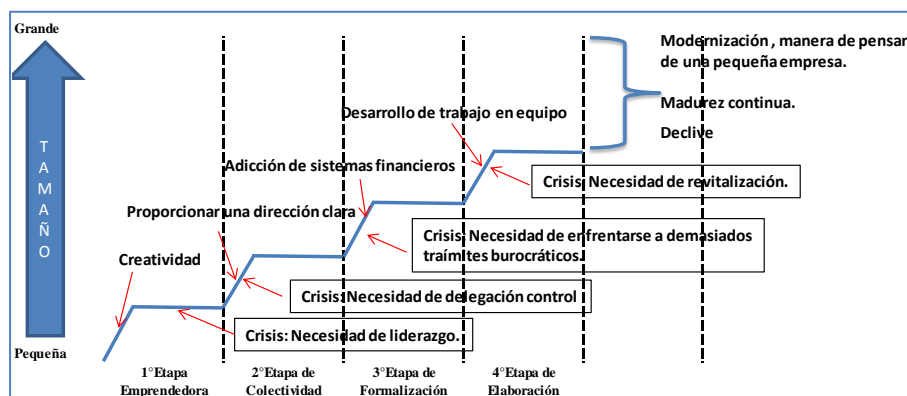 Grande
Modernización , manera de pensar
de una pequeña empresa.
Madurez continua.
Declive
Desarrollo de trabajo en equipo
Adicción de sistemas financieros
Crisis: Necesidad de revitalización.
TAMAÑO
Proporcionar una dirección clara
Crisis: Necesidad de enfrentarse a demasiados
traímites burocráticos.
Creatividad
Crisis: Necesidad de delegación control
Crisis: Necesidad de liderazgo.
Pequeña
1°Etapa
Emprendedora
2°Etapa de
Colectividad
3°Etapa de
Formalización
4°Etapa de
Elaboración